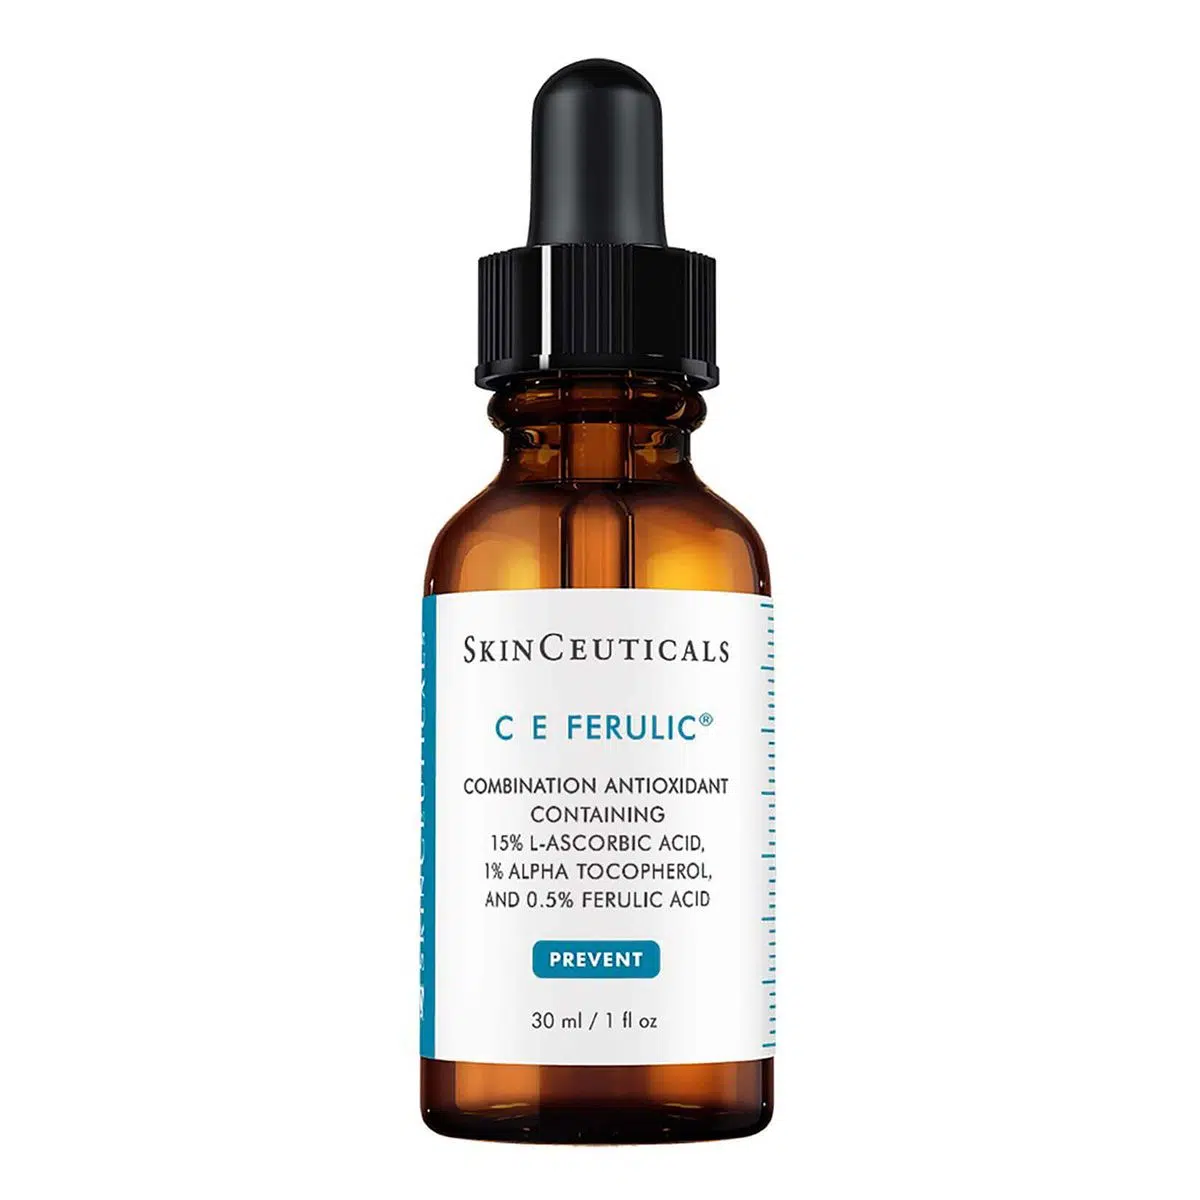 SKINCEUTICALS
C E FERULIC®
COMBINATION ANTIOXIDANT
CONTAINING
15% L-ASCORBIC ACID,
1% ALPHA TOCOPHEROL,
AND 0.5% FERULIC ACID
PREVENT
30 ml / 1 fl oz
SKINCEUTICALS